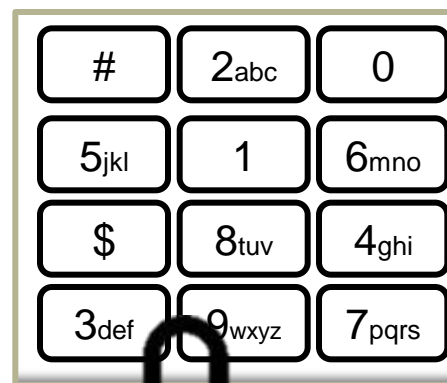 # 2abc 0
5jkl 1 6mno
$ 8tuv 4ghi
3def 9wxyz 7pqrs